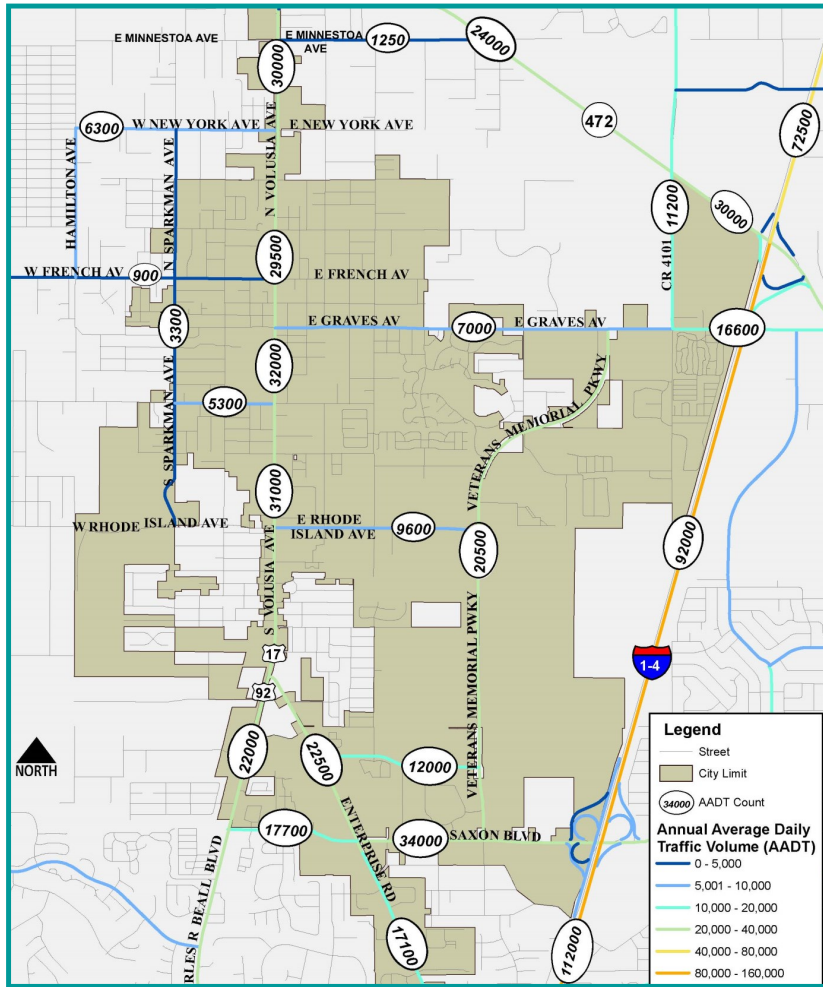 E MINNESTOA AVE
E MINNESTOA
AVE
1250
24000
30000
472
72500
6300
W NEW YORK AVE
E NEW YORK AVE
HAMILTON AVE
N SPARKMAN AVE
N VOLUSIA AVE
11200
30000
CR 4101
W FRENCH AV
900
29500
E FRENCH AV
3300
E GRAVES AV
7000
E GRAVES AV
16600
32000
S SPARKMAN AVE
5300
VETERANS MEMORIAL PKWY
31000
W RHODE ISLAND AVE
E RHODE
ISLAND AVE
9600
20500
92000
S VOLUSIA AVE
17
92
VETERANS MEMORIAL PWKY
1-4
NORTH
22000
22500
12000
ENTERPRISE RD
17700
34000
SAXON BLVD
RLES R BEALL BLVD
17100
112000
Legend
Street
City Limit
34000 AADT Count
Annual Average Daily
Traffic Volume (AADT)
0 - 5,000
5,001 - 10,000
10,000 - 20,000
20,000 - 40,000
40,000 - 80,000
80,000 - 160,000